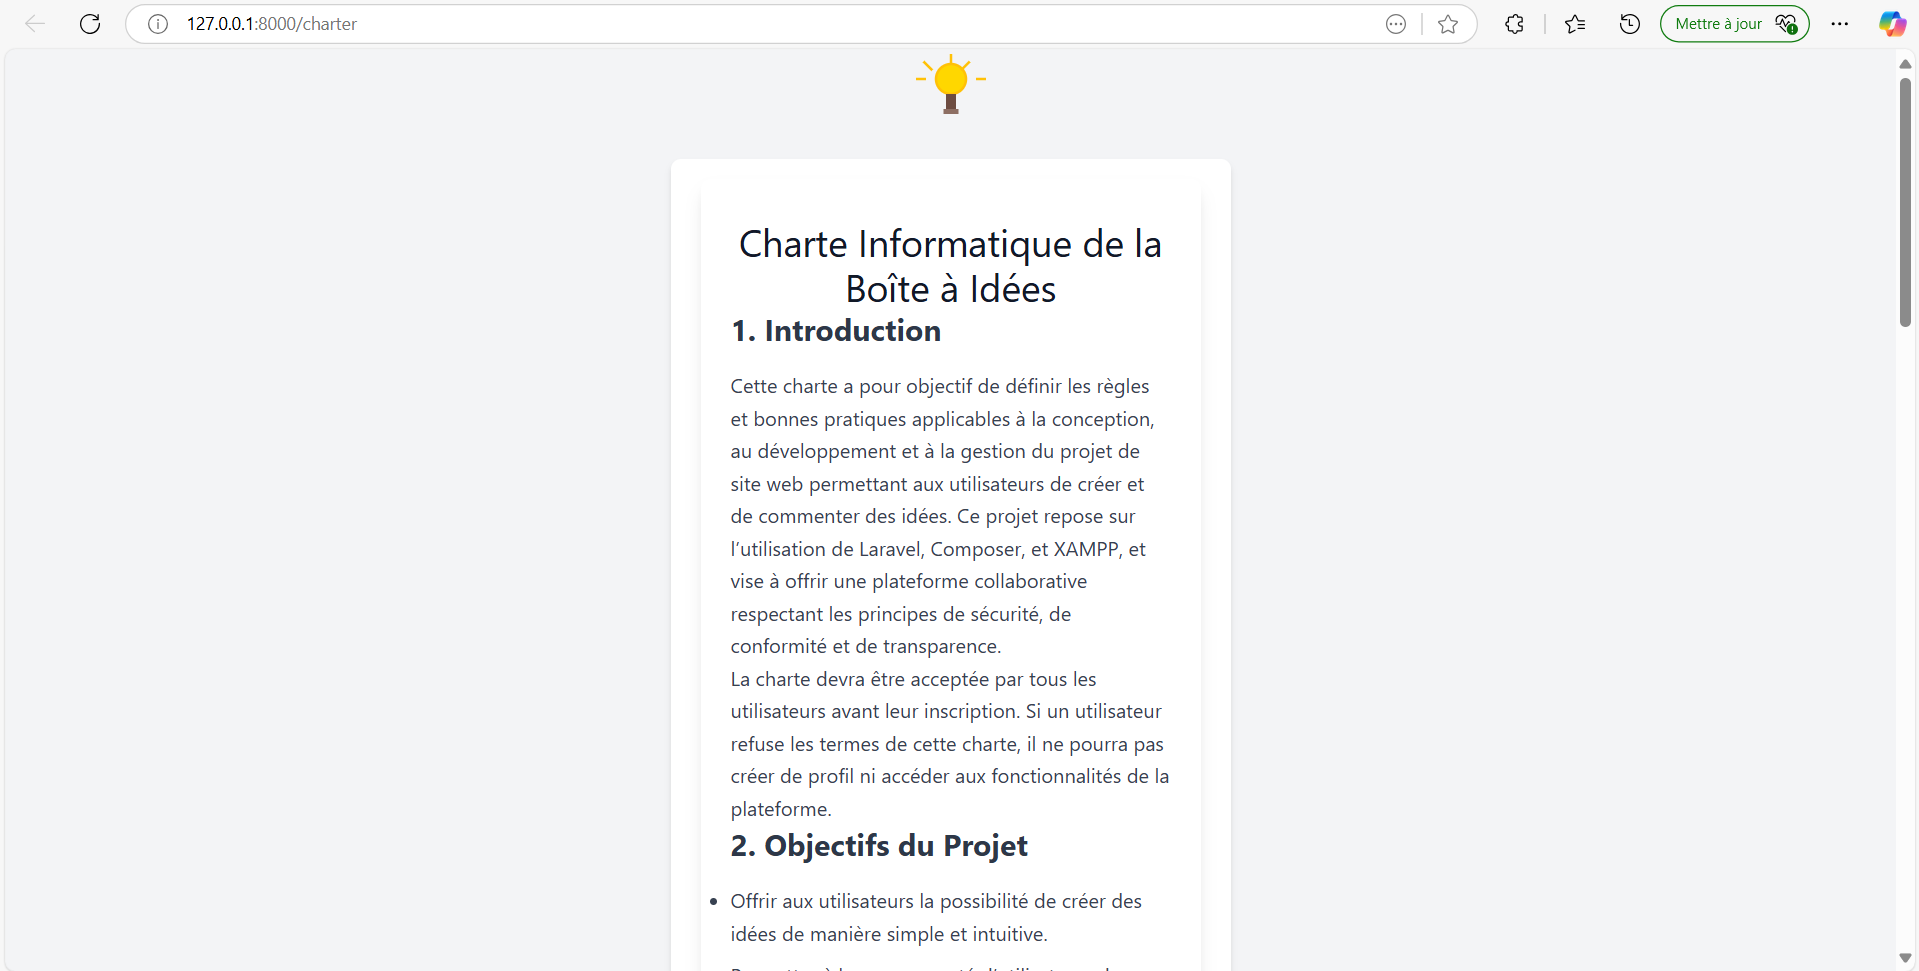 127.0.0.1:8000/charter
Mettre à jour
Charte Informatique de la
Boîte à Idées
1. Introduction
Cette charte a pour objectif de définir les règles
et bonnes pratiques applicables à la conception,
au développement et à la gestion du projet de
site web permettant aux utilisateurs de créer et
de commenter des idées. Ce projet repose sur
l’utilisation de Laravel, Composer, et XAMPP, et
vise à offrir une plateforme collaborative
respectant les principes de sécurité, de
conformité et de transparence.
La charte devra être acceptée par tous les
utilisateurs avant leur inscription. Si un utilisateur
refuse les termes de cette charte, il ne pourra pas
créer de profil ni accéder aux fonctionnalités de la
plateforme.
2. Objectifs du Projet
• Offrir aux utilisateurs la possibilité de créer des
idées de manière simple et intuitive.